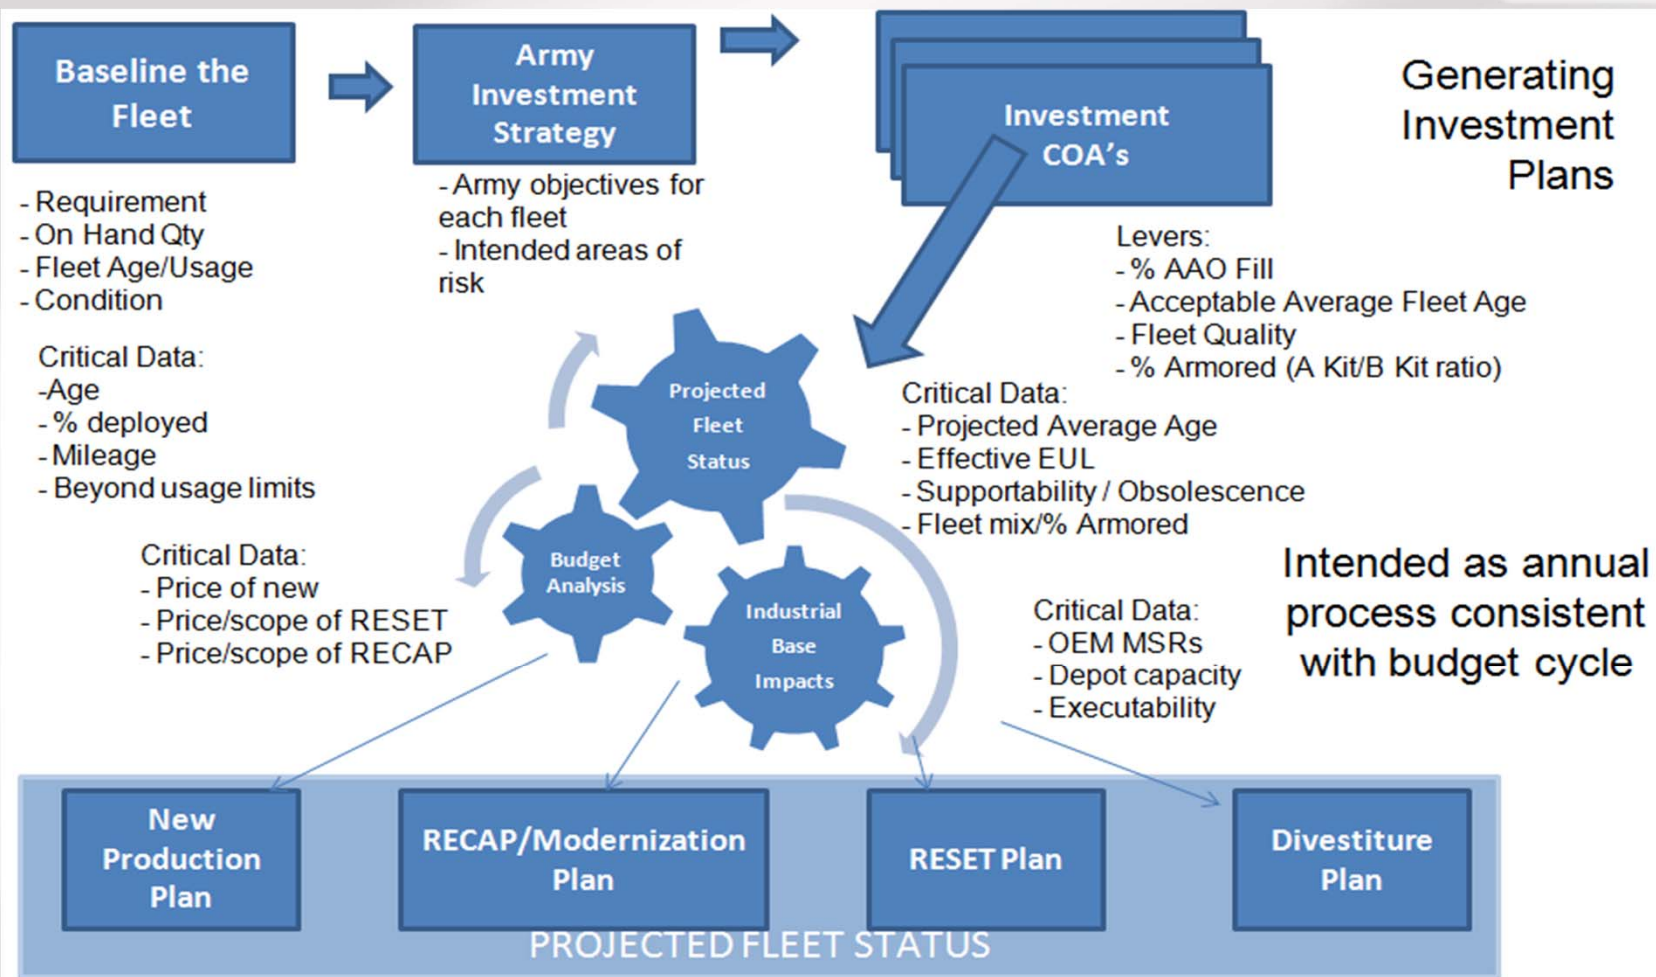 Baseline the
Fleet
Army
Investment
Strategy
Investment
COA's
Generating
Investment
Plans
- Requirement
- On Hand Qty
- Fleet Age/Usage
- Condition
- Army objectives for
each fleet
- Intended areas of
risk
Levers:
- % AAO Fill
- Acceptable Average Fleet Age
- Fleet Quality
- % Armored (A Kit/B Kit ratio)
Critical Data:
-Age
- % deployed
- Mileage
- Beyond usage limits
Projected
Fleet
Status
Critical Data:
- Projected Average Age
- Effective EUL
- Supportability / Obsolescence
- Fleet mix/% Armored
Critical Data:
- Price of new
- Price/scope of RESET
- Price/scope of RECAP
Budget
Analysis
Industrial
Base
Impacts
Critical Data:
- OEM MSRs
- Depot capacity
- Executability
Intended as annual
process consistent
with budget cycle
New
Production
Plan
RECAP/Modernization
Plan
RESET Plan
Divestiture
Plan
PROJECTED FLEET STATUS